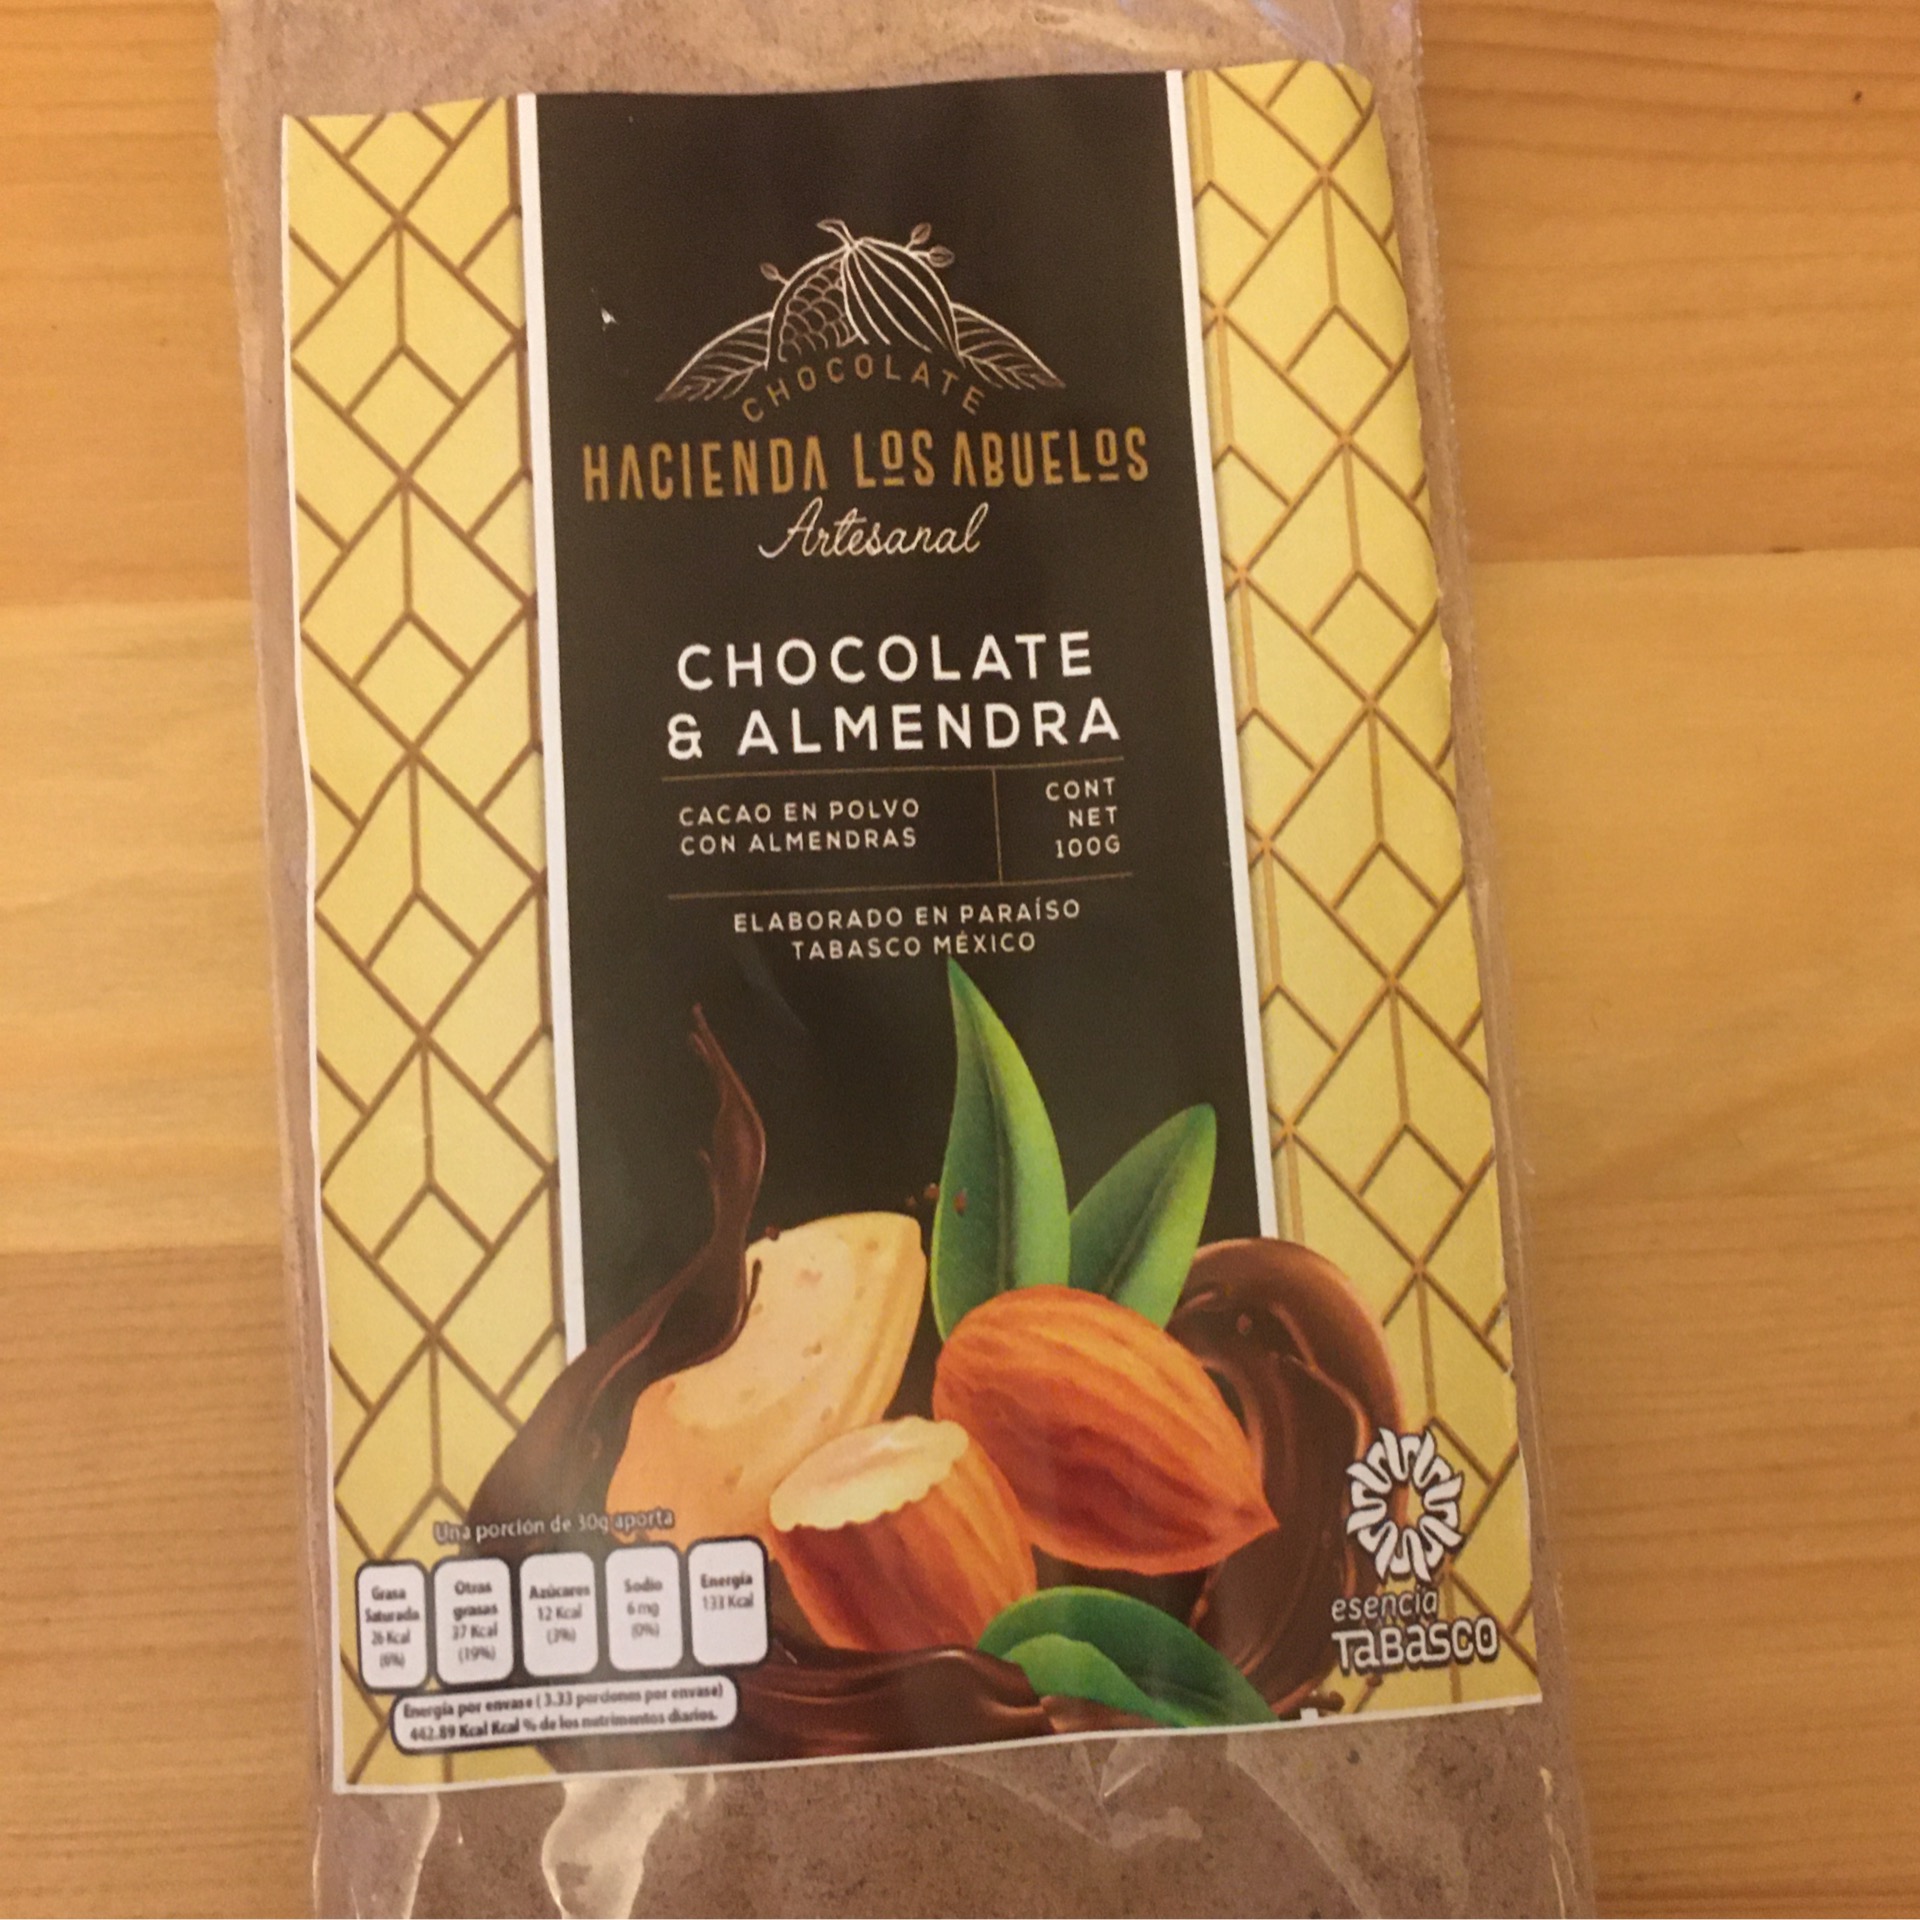 CHOCOLATE
HACIENDA LOS ABUELOS
Artesanal
CHOCOLATE
& ALMENDRA
CACAO EN POLVO
CON ALMENDRAS
CONT
NET
100G
ELABORADO EN PARAÍSO
TABASCO MÉXICO
Una porción de 30g aporta
Grasa
Saturada
26 Kcal
(6%)
Otras
grasas
37 Kcal
(19%)
Azúcares
12 Kcal
(3%)
Sodio
6 mg
(0%)
Energía
133 Kcal
Energía por envase (3.33 porciones por envase)
442.89 Kcal Kcal % de los nutrimentos diarios.
esencia
TaBasco